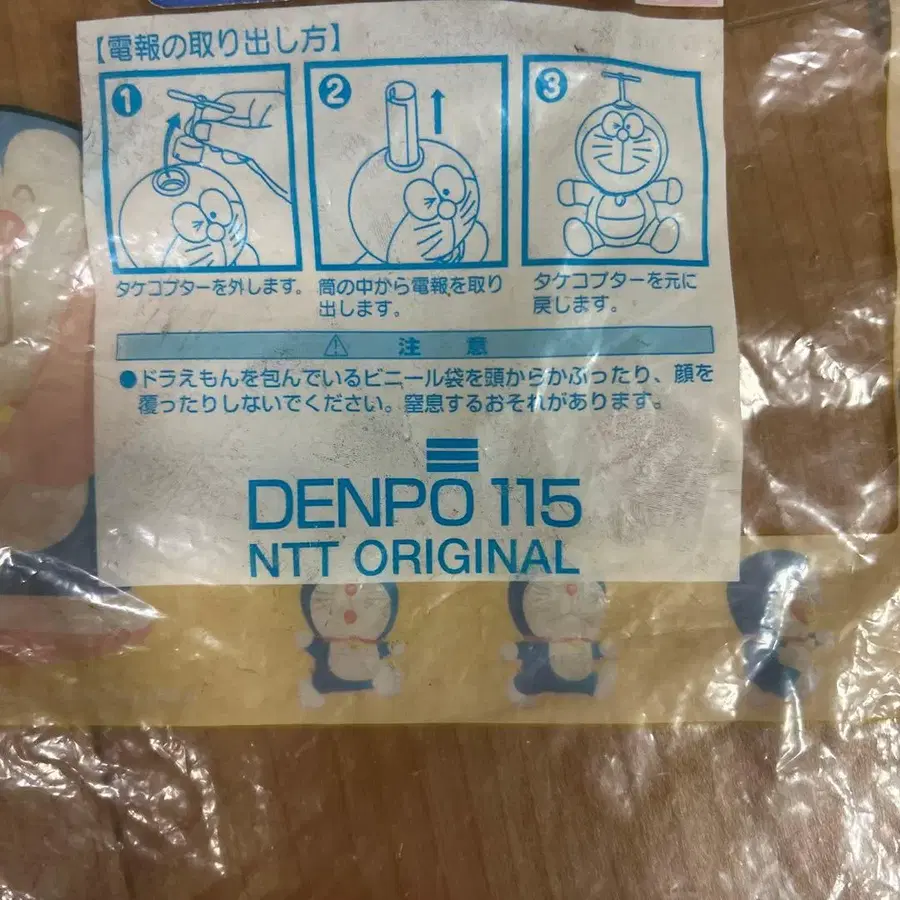 【電報の取り出し方】
1 2 3
タケコプターを外します。
筒の中から電報を取り
出します。
タケコプターを元に
戻します。
注意
●ドラえもんを包んでいるビニール袋を頭からかぶったり、顔を
覆ったりしないでください。窒息するおそれがあります。
DENPO 115
NTT ORIGINAL